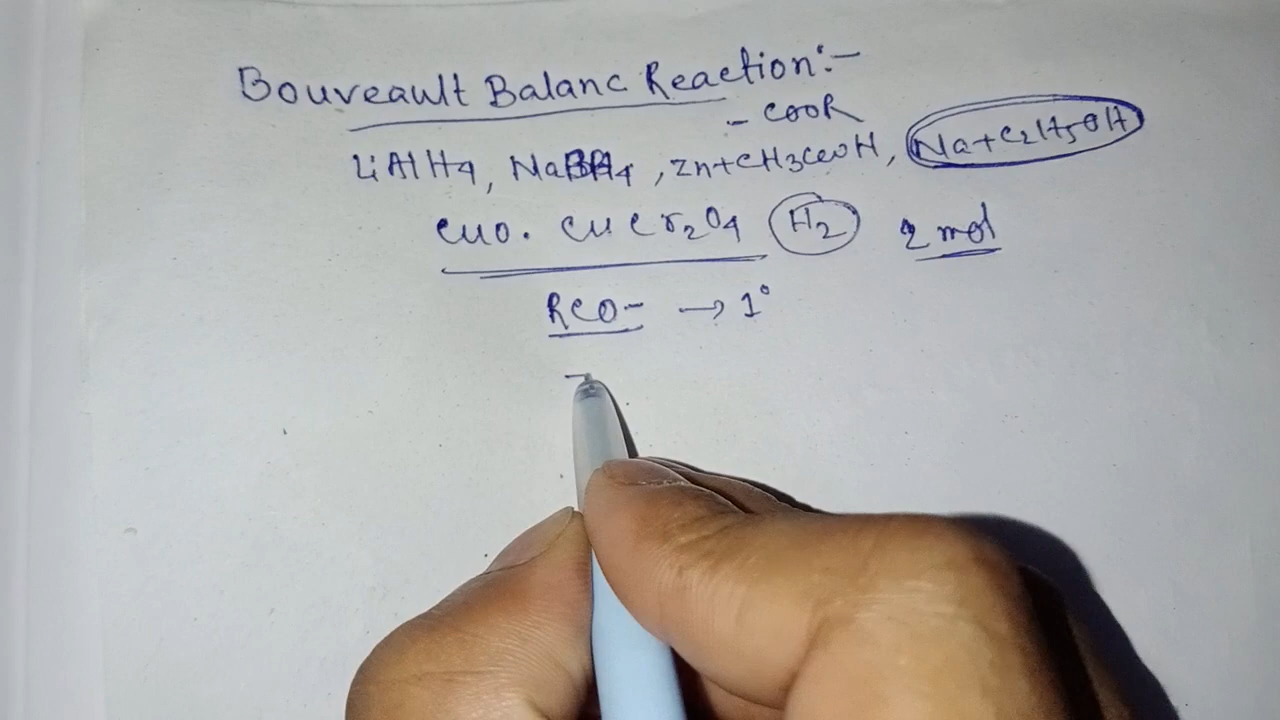 Bouveault Balanc Reaction:-
- COOR
LiAlH4, NaBH4, Zn+CH3COOH, Na+C2H5OH
CuO. CuCr2O4 H2 2 mol
RCO- → 1°